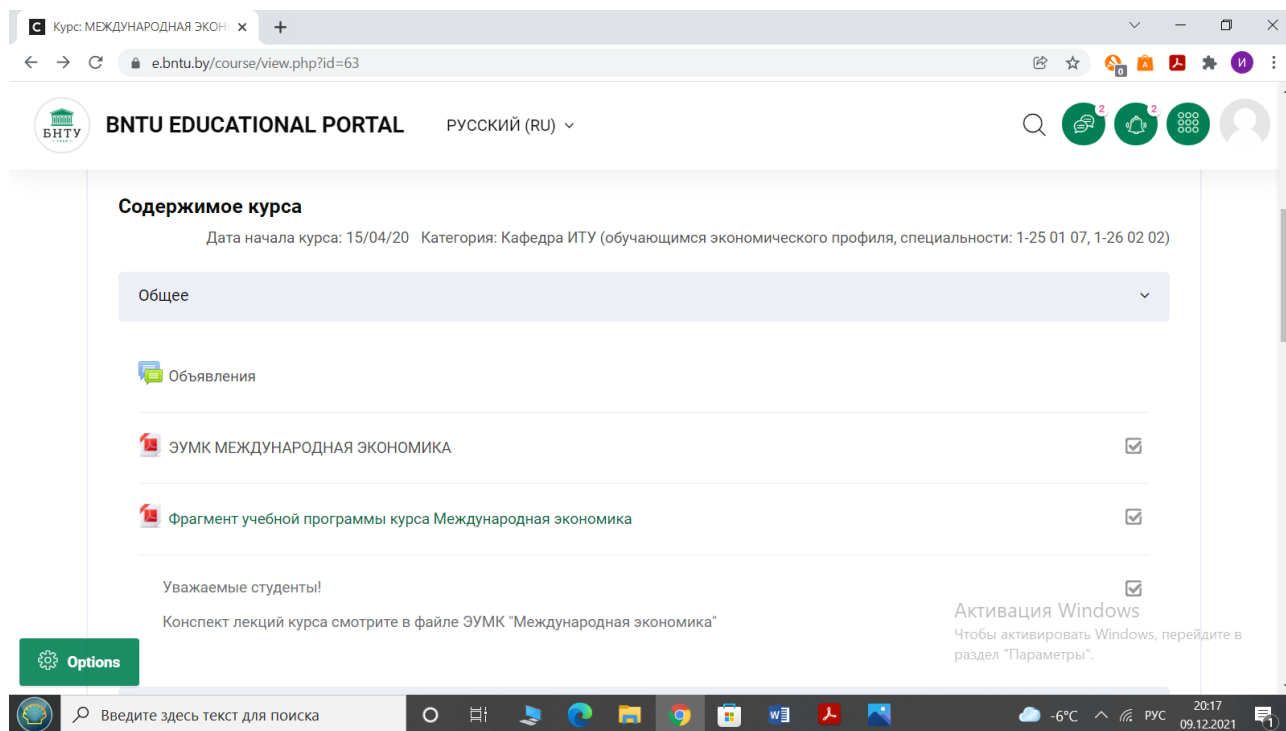 Курс: МЕЖДУНАРОДНАЯ ЭКОН
e.bntu.by/course/view.php?id=63
0
A
И
БНТУ
BNTU EDUCATIONAL PORTAL
РУССКИЙ (RU)
2
2
Содержимое курса
Дата начала курса: 15/04/20 Категория: Кафедра ИТУ (обучающимся экономического профиля, специальности: 1-25 01 07, 1-26 02 02)
Общее
Объявления
ЭУМК МЕЖДУНАРОДНАЯ ЭКОНОМИКА
Фрагмент учебной программы курса Международная экономика
Уважаемые студенты!
Конспект лекций курса смотрите в файле ЭУМК "Международная экономика"
Активация Windows
Чтобы активировать Windows, перейдите в
раздел "Параметры".
Options
Введите здесь текст для поиска
-6°C
РУС
20:17
09.12.2021
1